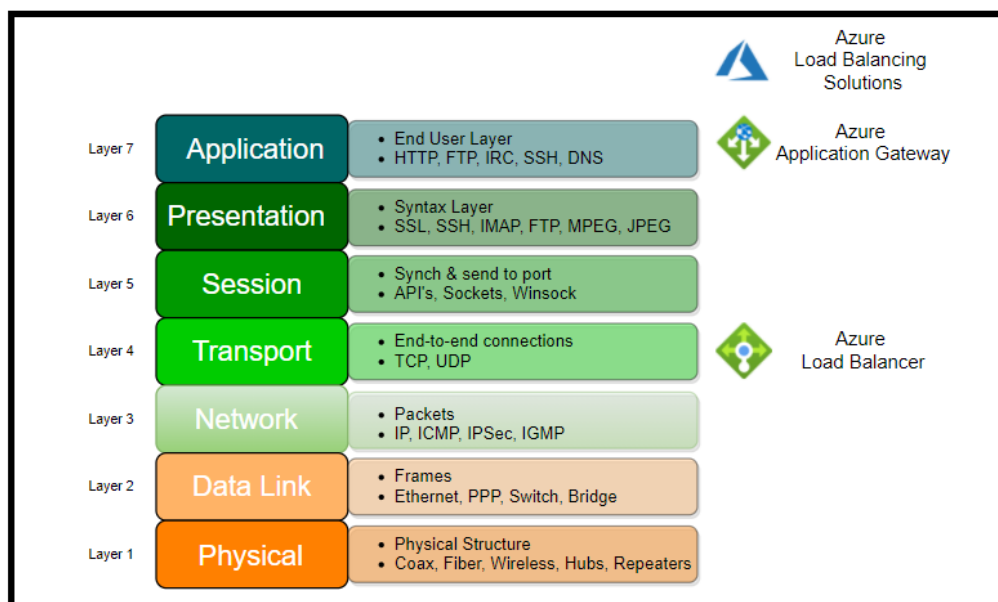 Azure
Load Balancing
Solutions
Layer 7
Application
• End User Layer
• HTTP, FTP, IRC, SSH, DNS
Azure
Application Gateway
Layer 6
Presentation
• Syntax Layer
• SSL, SSH, IMAP, FTP, MPEG, JPEG
Layer 5
Session
• Synch & send to port
• API's, Sockets, Winsock
Layer 4
Transport
• End-to-end connections
• TCP, UDP
Azure
Load Balancer
Layer 3
Network
• Packets
• IP, ICMP, IPSec, IGMP
Layer 2
Data Link
• Frames
• Ethernet, PPP, Switch, Bridge
Layer 1
Physical
• Physical Structure
• Coax, Fiber, Wireless, Hubs, Repeaters